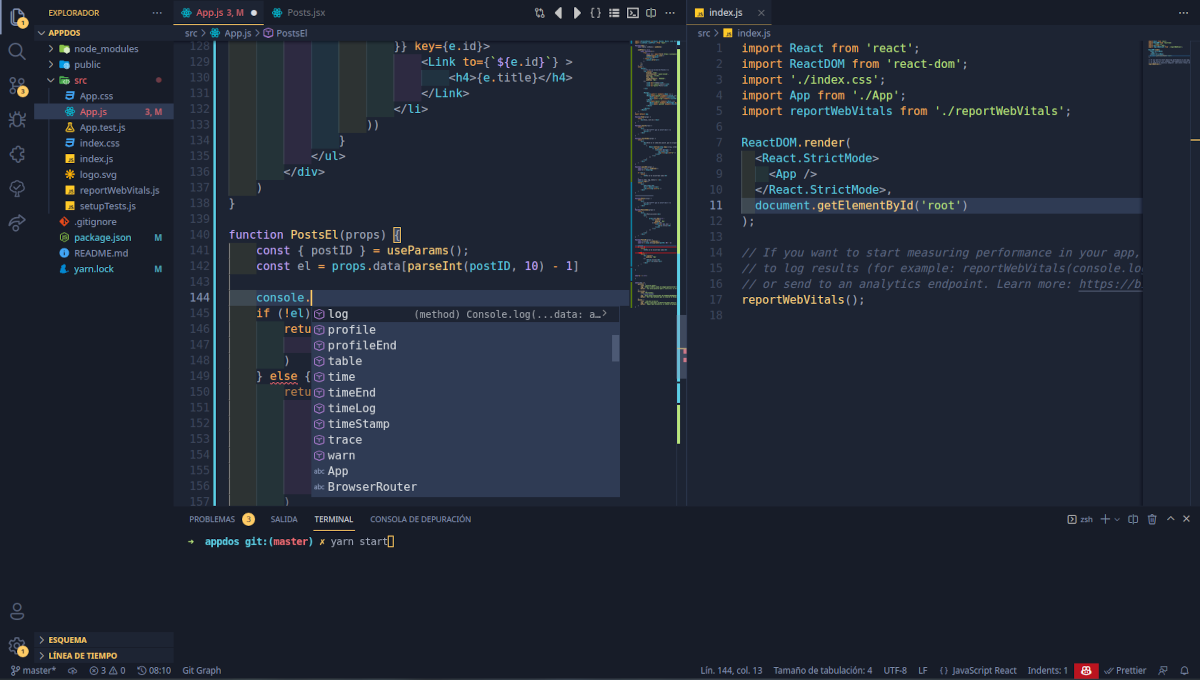 EXPLORADOR
APPDOS
node_modules
public
src
App.css
App.js 3, M
App.test.js
index.css
index.js
logo.svg
reportWebVitals.js
setupTests.js
.gitignore
package.json M
README.md
yarn.lock M
ESQUEMA
LÍNEA DE TIEMPO
App.js 3, M
Posts.jsx
src > App.js > PostsEl
128 }} key={e.id}>
129 <Link to={`${e.id}`} >
130 <h4>{e.title}</h4>
131 </Link>
132 </li>
133 ))
134 }
135 </ul>
136 </div>
137 )
138 }
139
140 function PostsEl(props) {
141 const { postID } = useParams();
142 const el = props.data[parseInt(postID, 10) - 1]
143
144 console.
145 if (!el)
146 retu
147
148 )
149 } else {
150 retu
151
152
153
154
155
156
157 )
log (method) Console.log(...data: a…
profile
profileEnd
table
time
timeEnd
timeLog
timeStamp
trace
warn
abc App
abc BrowserRouter
index.js
src > index.js
1 import React from 'react';
2 import ReactDOM from 'react-dom';
3 import './index.css';
4 import App from './App';
5 import reportWebVitals from './reportWebVitals';
6
7 ReactDOM.render(
8 <React.StrictMode>
9 <App />
10 </React.StrictMode>,
11 document.getElementById('root')
12 );
13
14 // If you want to start measuring performance in your app,
15 // to log results (for example: reportWebVitals(console.lo
16 // or send to an analytics endpoint. Learn more: https://b
17 reportWebVitals();
18
PROBLEMAS 3 SALIDA TERMINAL CONSOLA DE DEPURACIÓN
zsh
➜ appdos git:(master) ✗ yarn start
master* 3 0 08:10 Git Graph
Lín. 144, col. 13 Tamaño de tabulación: 4 UTF-8 LF {} JavaScript React Indents: 1 Prettier